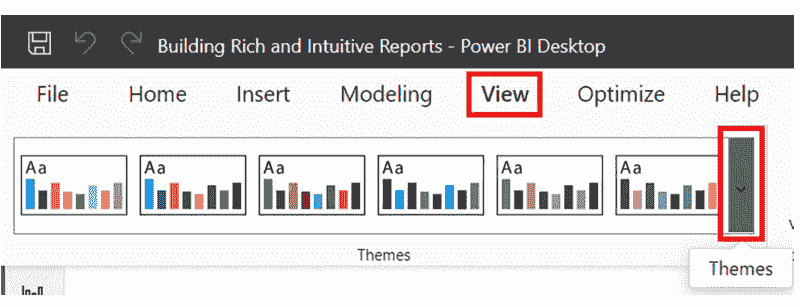 Building Rich and Intuitive Reports - Power BI Desktop
File Home Insert Modeling View Optimize Help
Aa Aa Aa Aa Aa Aa
Themes
Themes